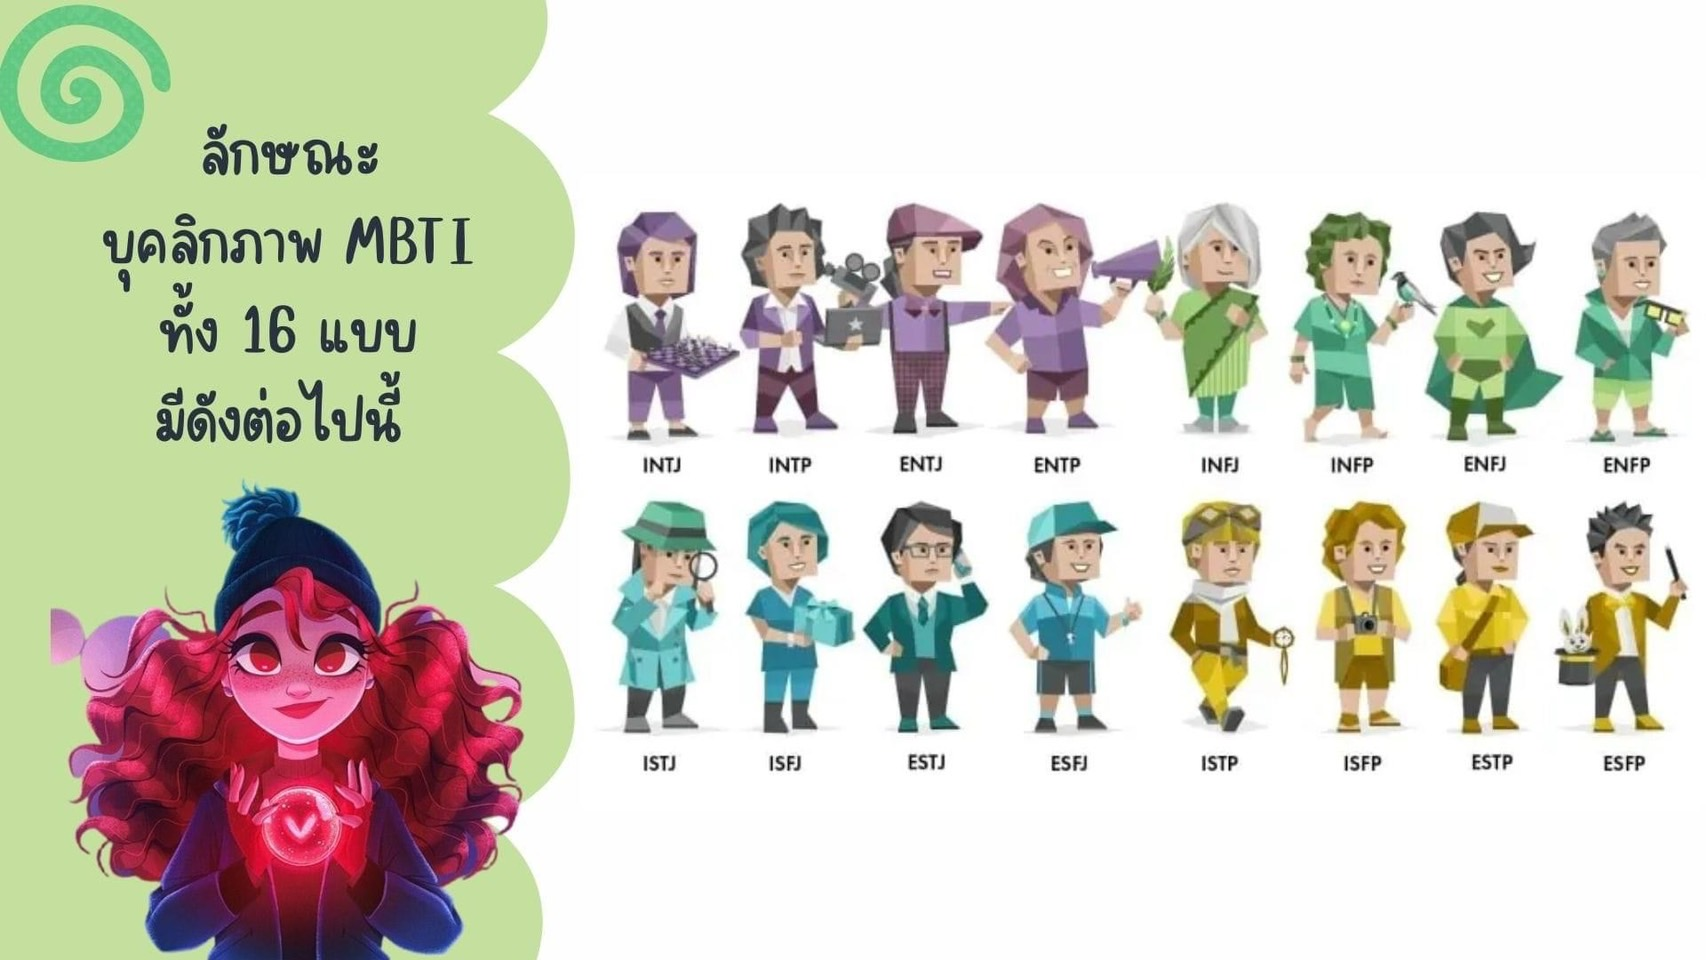 ลักษณะ
บุคลิกภาพ MBTI
ทั้ง 16 แบบ
มีดังต่อไปนี้
INTJ INTP ENTJ ENTP INFJ INFP ENFJ ENFP
ISTJ ISFJ ESTJ ESFJ ISTP ISFP ESTP ESFP